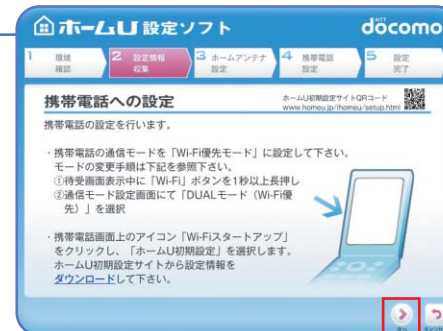 ホームU 設定ソフト
NTT
docomo
1 環境確認
2 設定情報収集
3 ホームアンテナ設定
4 携帯電話設定
5 設定完了
携帯電話への設定
ホームU初期設定サイトQRコード
www.homeu.jp/!homeu/setup.html
携帯電話の設定を行います。
・携帯電話の通信モードを「Wi-Fi優先モード」に設定して下さい。
モードの変更手順は下記を参照下さい。
①待受画面表示中に「Wi-Fi」ボタンを1秒以上長押し
②通信モード設定画面にて「DUALモード（Wi-Fi優
先）」を選択
・携帯電話画面上のアイコン「Wi-Fiスタートアップ」
をクリックし、「ホームU初期設定」を選択します。
ホームU初期設定サイトから設定情報を
ダウンロードして下さい。
次へ